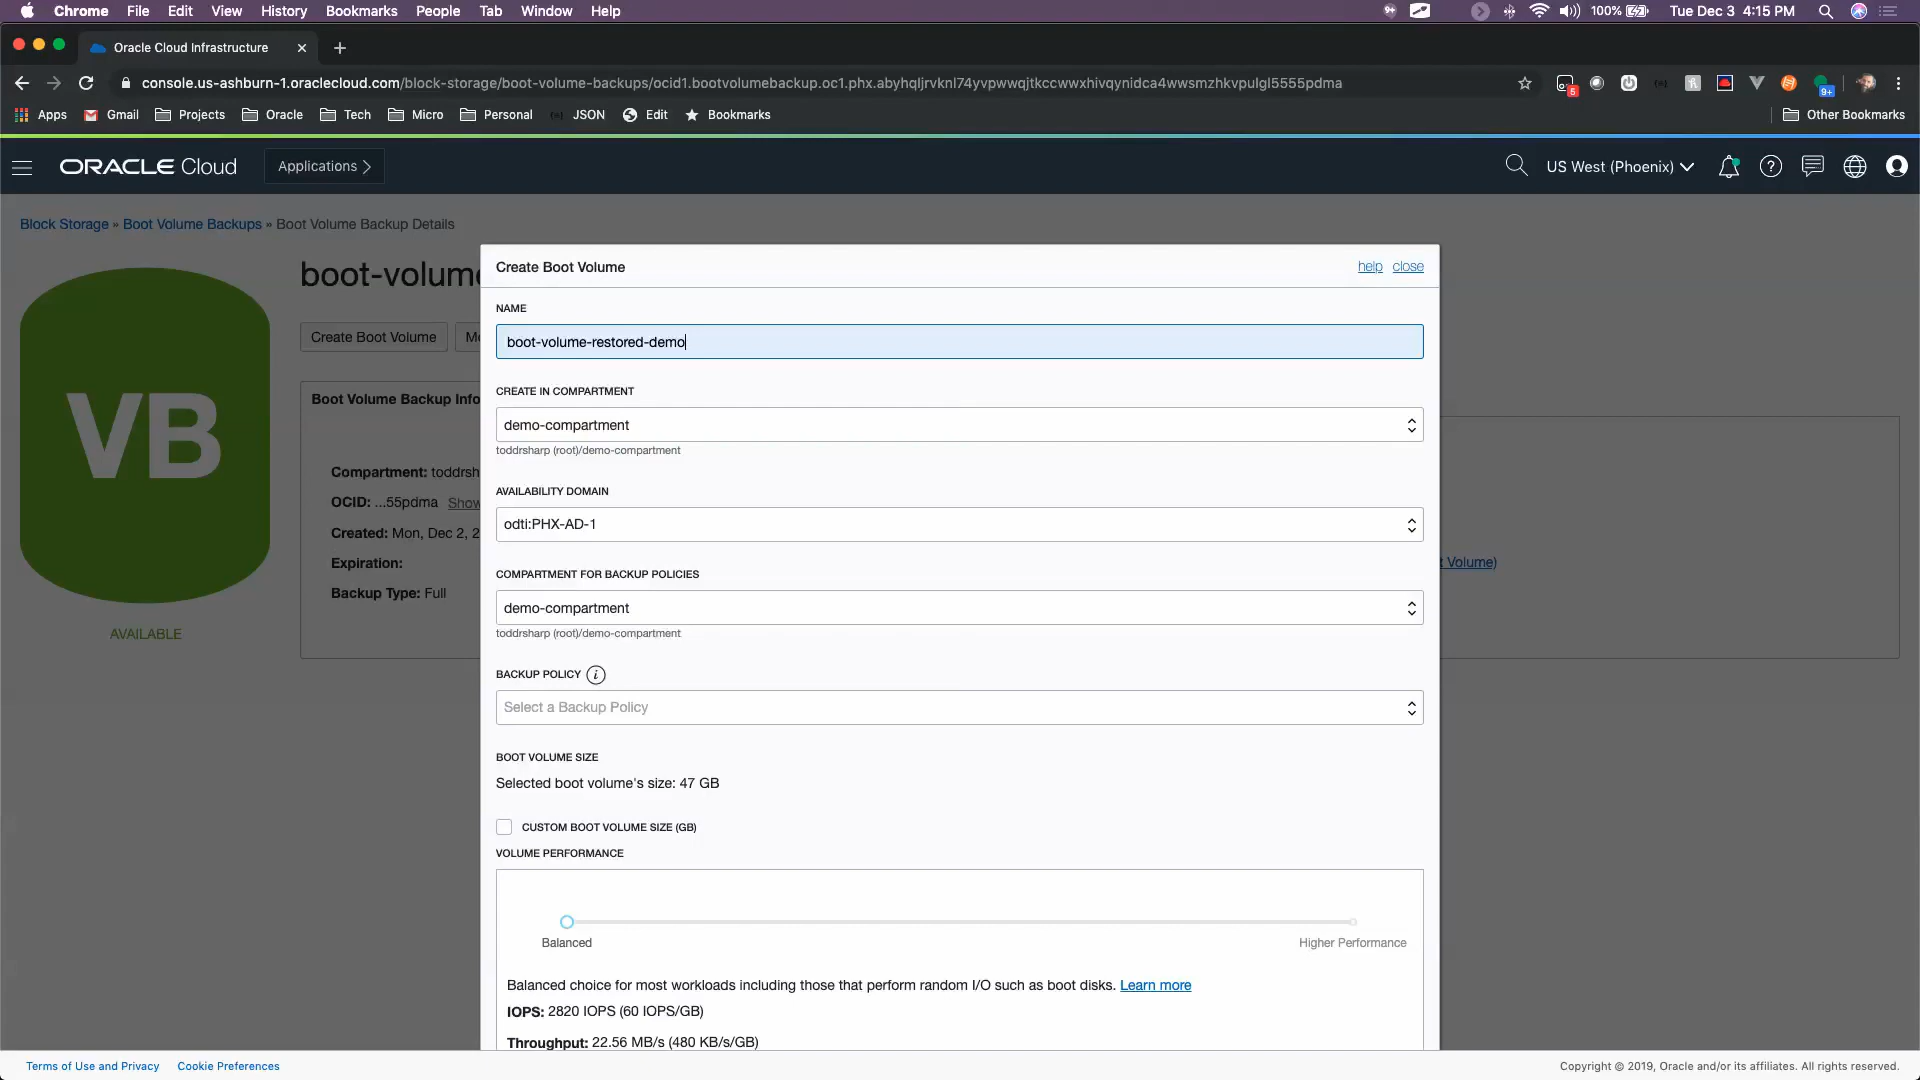 Chrome File Edit View History Bookmarks People Tab Window Help
9+ 100% Tue Dec 3 4:15 PM
Oracle Cloud Infrastructure
console.us-ashburn-1.oraclecloud.com/block-storage/boot-volume-backups/ocid1.bootvolumebackup.oc1.phx.abyhqljrvknl74yvpwwqjtkccwwxhivqynidca4wwsmzhkvpulgl5555pdma
5 9+
Apps Gmail Projects Oracle Tech Micro Personal JSON Edit Bookmarks Other Bookmarks
ORACLE Cloud Applications US West (Phoenix)
Block Storage » Boot Volume Backups » Boot Volume Backup Details
boot-volume
Create Boot Volume
VB
AVAILABLE
Boot Volume Backup Info
Compartment: toddrsh
OCID: ...55pdma Show
Created: Mon, Dec 2, 2
Expiration:
Backup Type: Full
t Volume)
Create Boot Volume help close
NAME
boot-volume-restored-demo
CREATE IN COMPARTMENT
demo-compartment
toddrsharp (root)/demo-compartment
AVAILABILITY DOMAIN
odti:PHX-AD-1
COMPARTMENT FOR BACKUP POLICIES
demo-compartment
toddrsharp (root)/demo-compartment
BACKUP POLICY i
Select a Backup Policy
BOOT VOLUME SIZE
Selected boot volume's size: 47 GB
CUSTOM BOOT VOLUME SIZE (GB)
VOLUME PERFORMANCE
Balanced Higher Performance
Balanced choice for most workloads including those that perform random I/O such as boot disks. Learn more
IOPS: 2820 IOPS (60 IOPS/GB)
Throughput: 22.56 MB/s (480 KB/s/GB)
Terms of Use and Privacy Cookie Preferences Copyright © 2019, Oracle and/or its affiliates. All rights reserved.